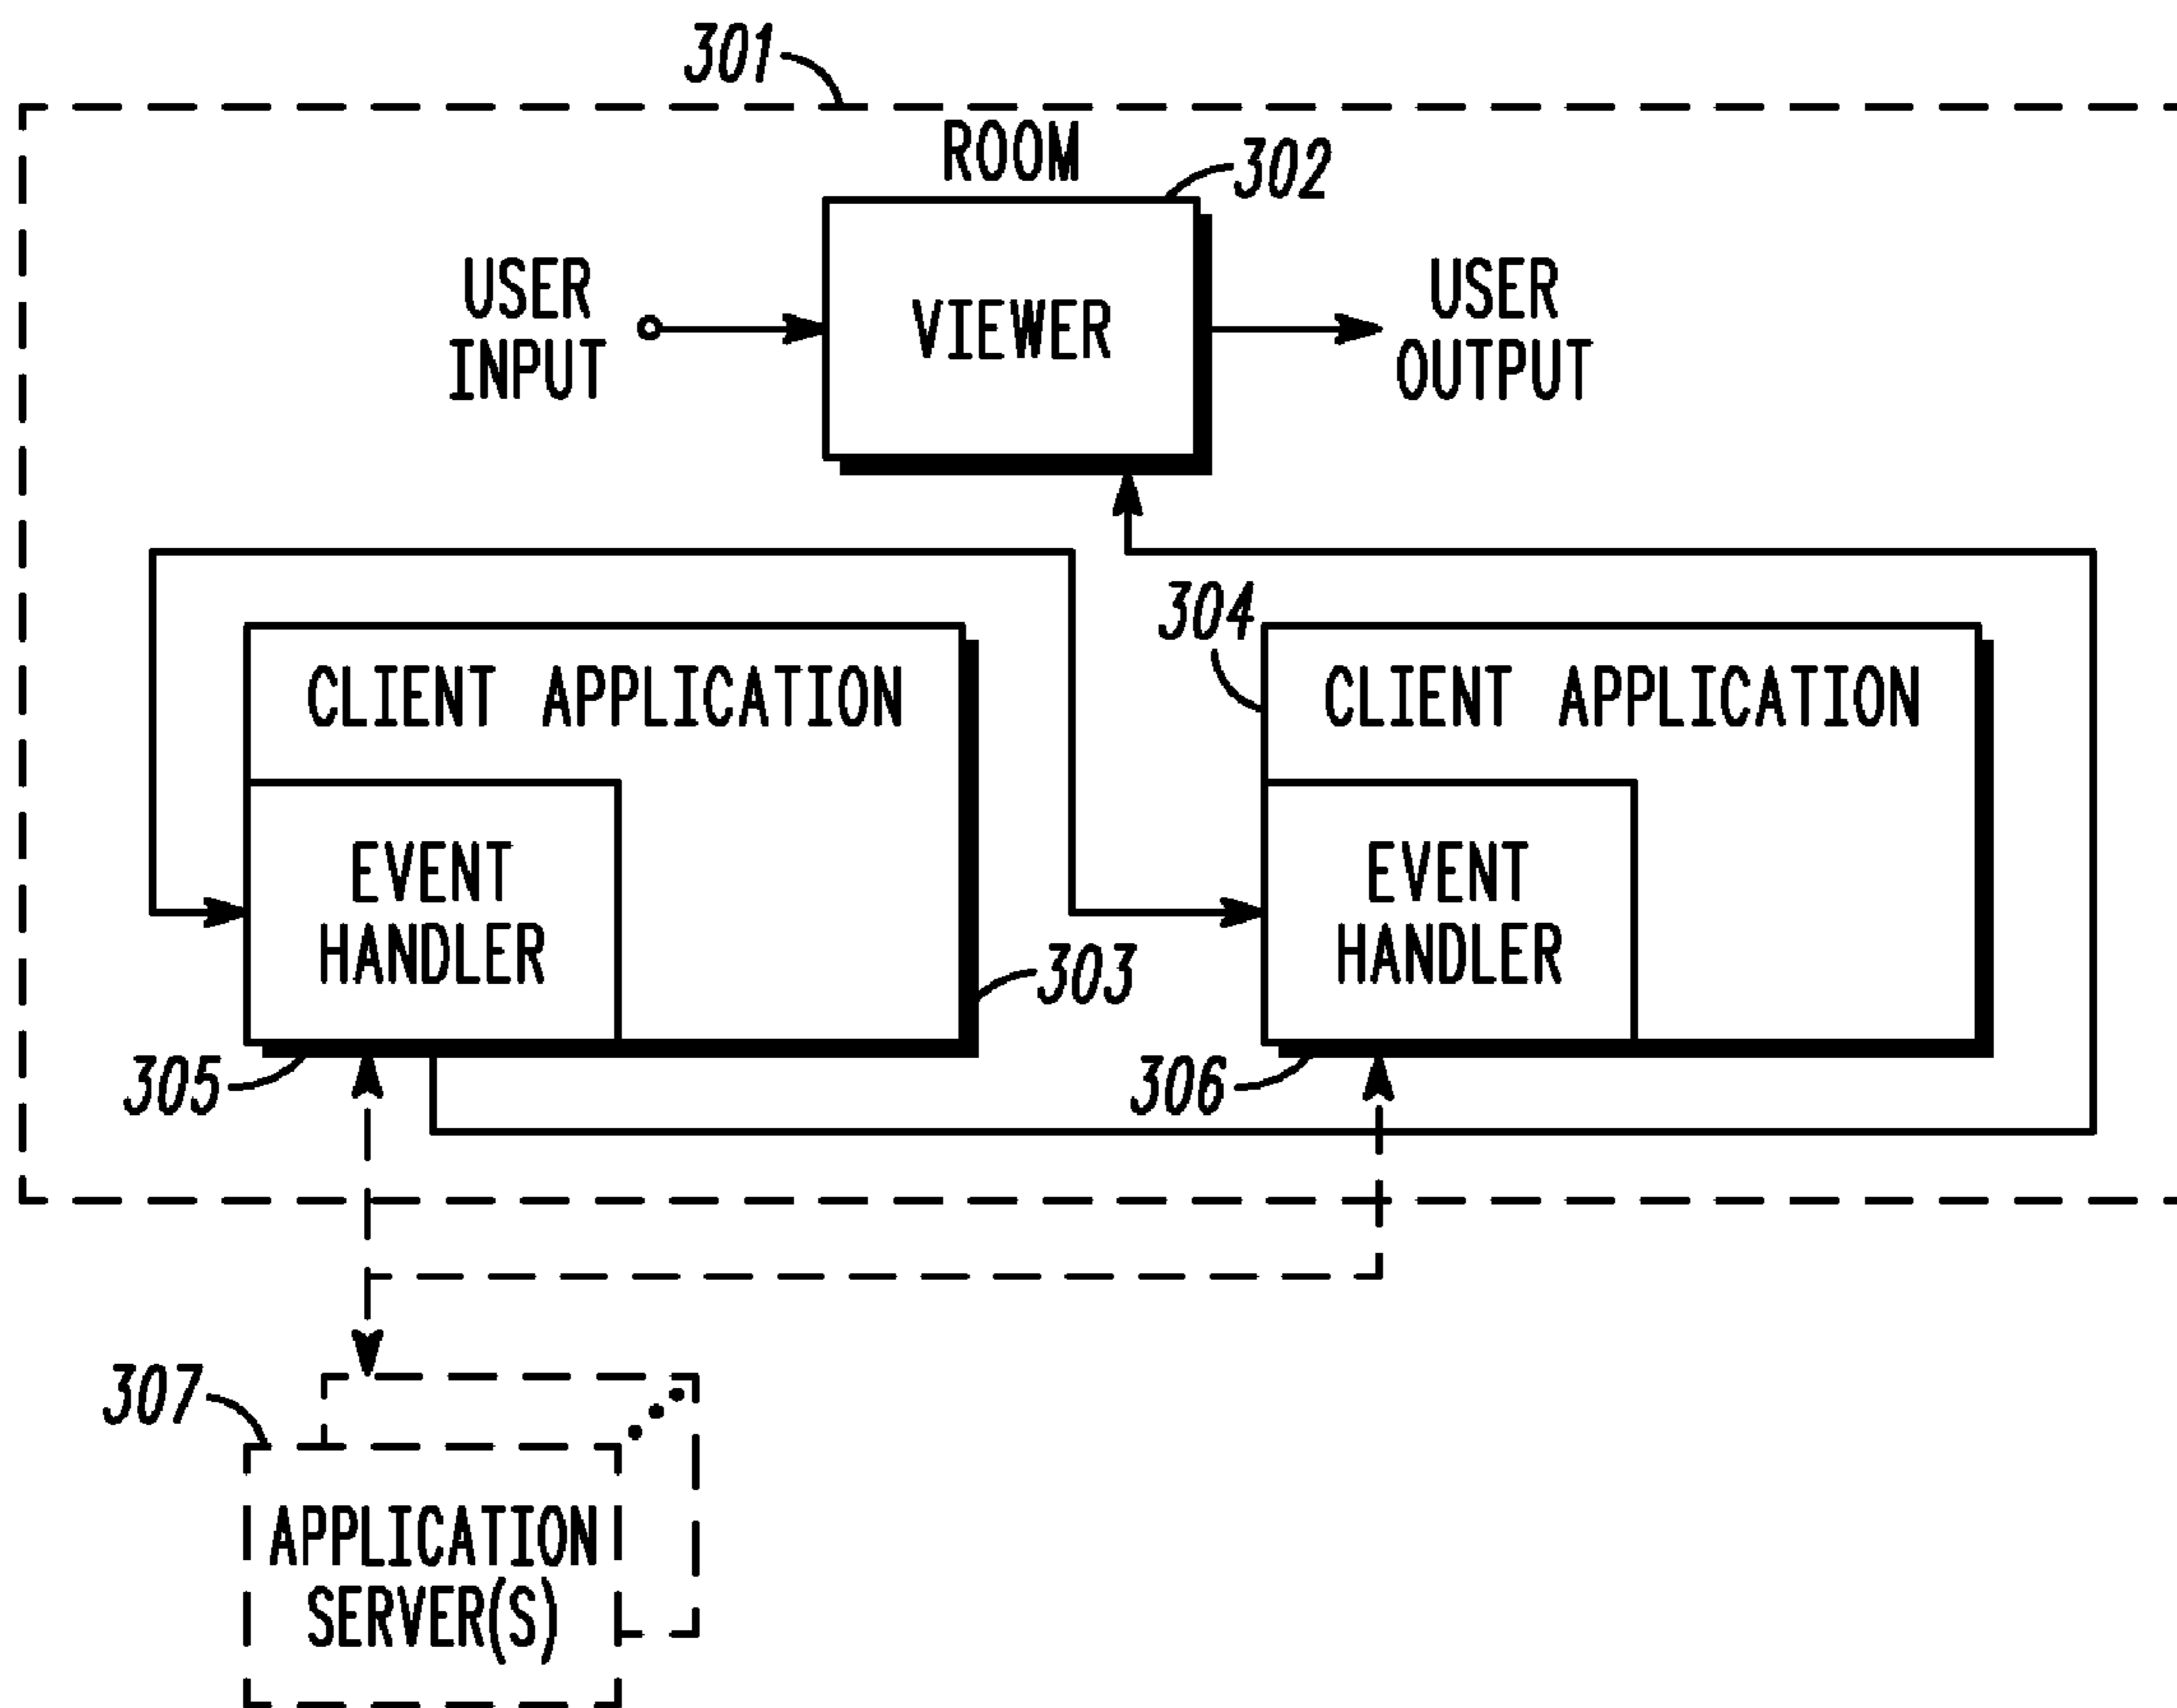 301
ROOM
302
USER
INPUT
VIEWER
USER
OUTPUT
304
CLIENT APPLICATION
CLIENT APPLICATION
EVENT
HANDLER
EVENT
HANDLER
303
305
306
307
APPLICATION
SERVER(S)